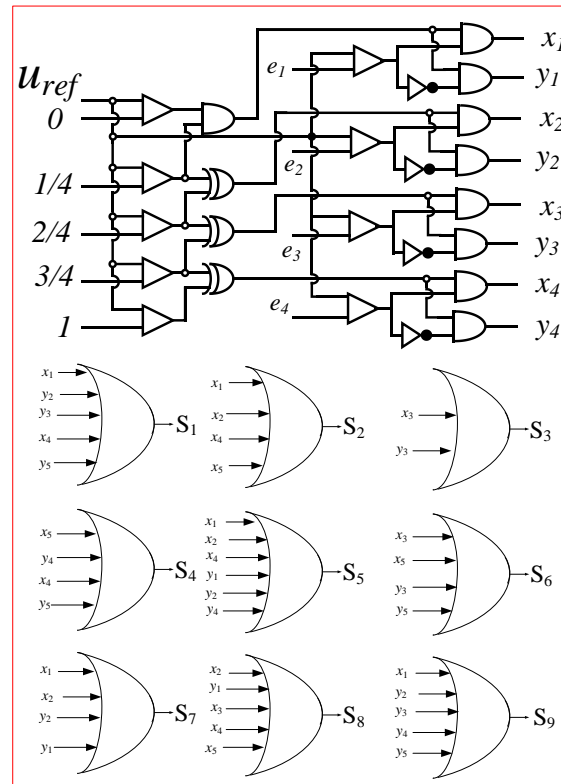 u_ref
0
1/4
2/4
3/4
1
e_1
e_2
e_3
e_4
x_1
y_1
x_2
y_2
x_3
y_3
x_4
y_4
x_1
y_2
y_3
x_4
y_5
S_1
x_1
x_2
x_4
x_5
S_2
x_3
y_3
S_3
x_5
y_4
x_4
y_5
S_4
x_1
x_2
x_4
y_1
y_2
y_4
S_5
x_3
x_5
y_3
y_5
S_6
x_1
x_2
y_2
y_1
S_7
x_2
y_1
x_3
x_4
x_5
S_8
x_1
y_2
y_3
y_4
y_5
S_9